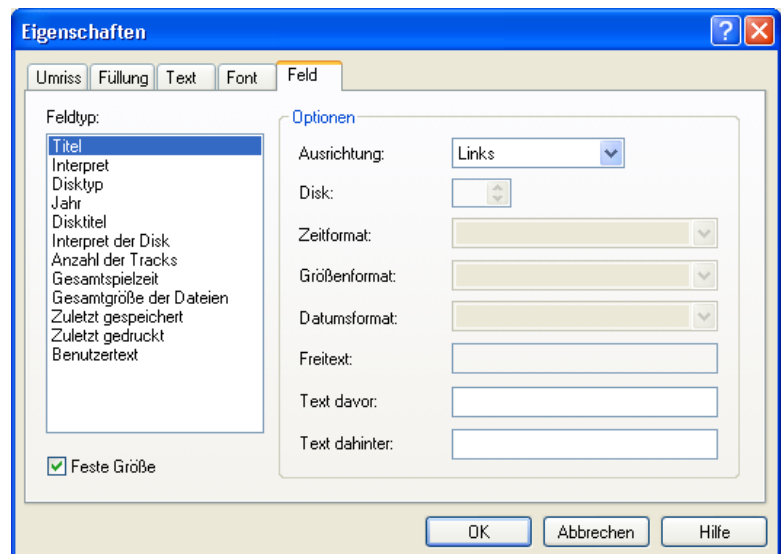 Eigenschaften
Umriss Füllung Text Font Feld
Feldtyp:
Titel
Interpret
Disktyp
Jahr
Disktitel
Interpret der Disk
Anzahl der Tracks
Gesamtspielzeit
Gesamtgröße der Dateien
Zuletzt gespeichert
Zuletzt gedruckt
Benutzertext
Feste Größe
Optionen
Ausrichtung: Links
Disk:
Zeitformat:
Größenformat:
Datumsformat:
Freitext:
Text davor:
Text dahinter:
OK Abbrechen Hilfe